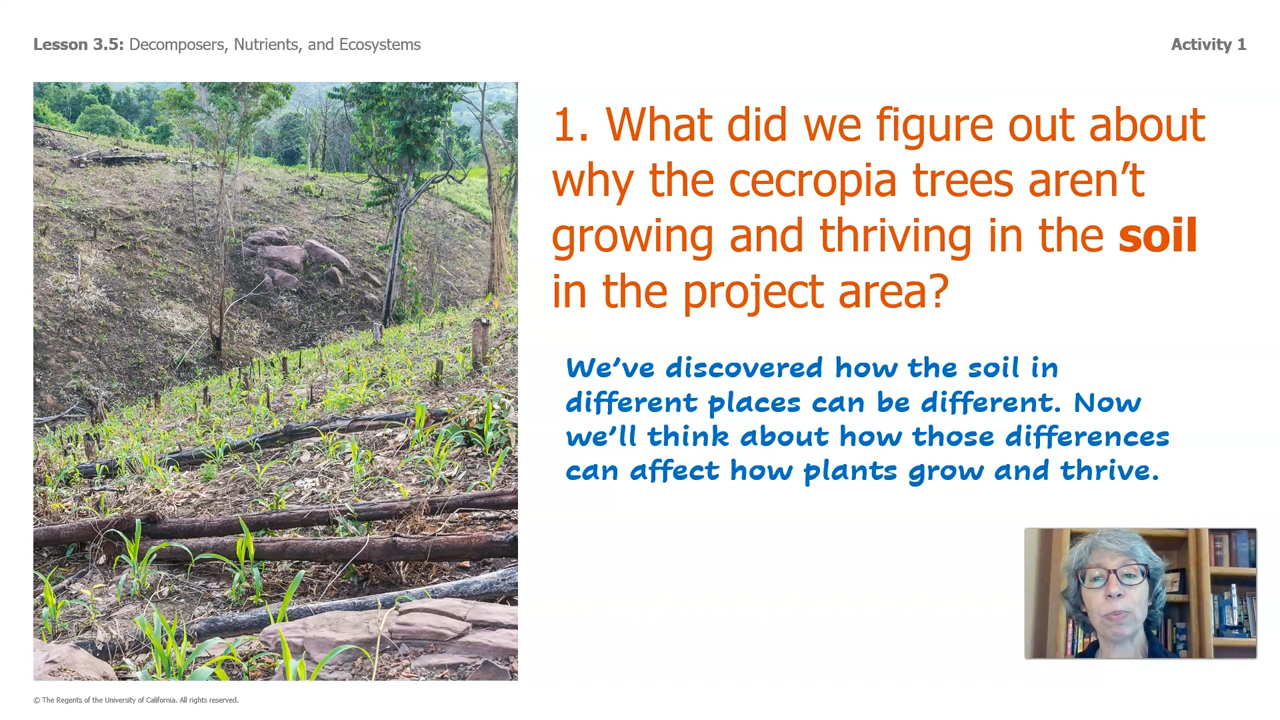 Lesson 3.5: Decomposers, Nutrients, and Ecosystems
Activity 1
1. What did we figure out about
why the cecropia trees aren’t
growing and thriving in the soil
in the project area?
We’ve discovered how the soil in
different places can be different. Now
we’ll think about how those differences
can affect how plants grow and thrive.
© The Regents of the University of California. All rights reserved.